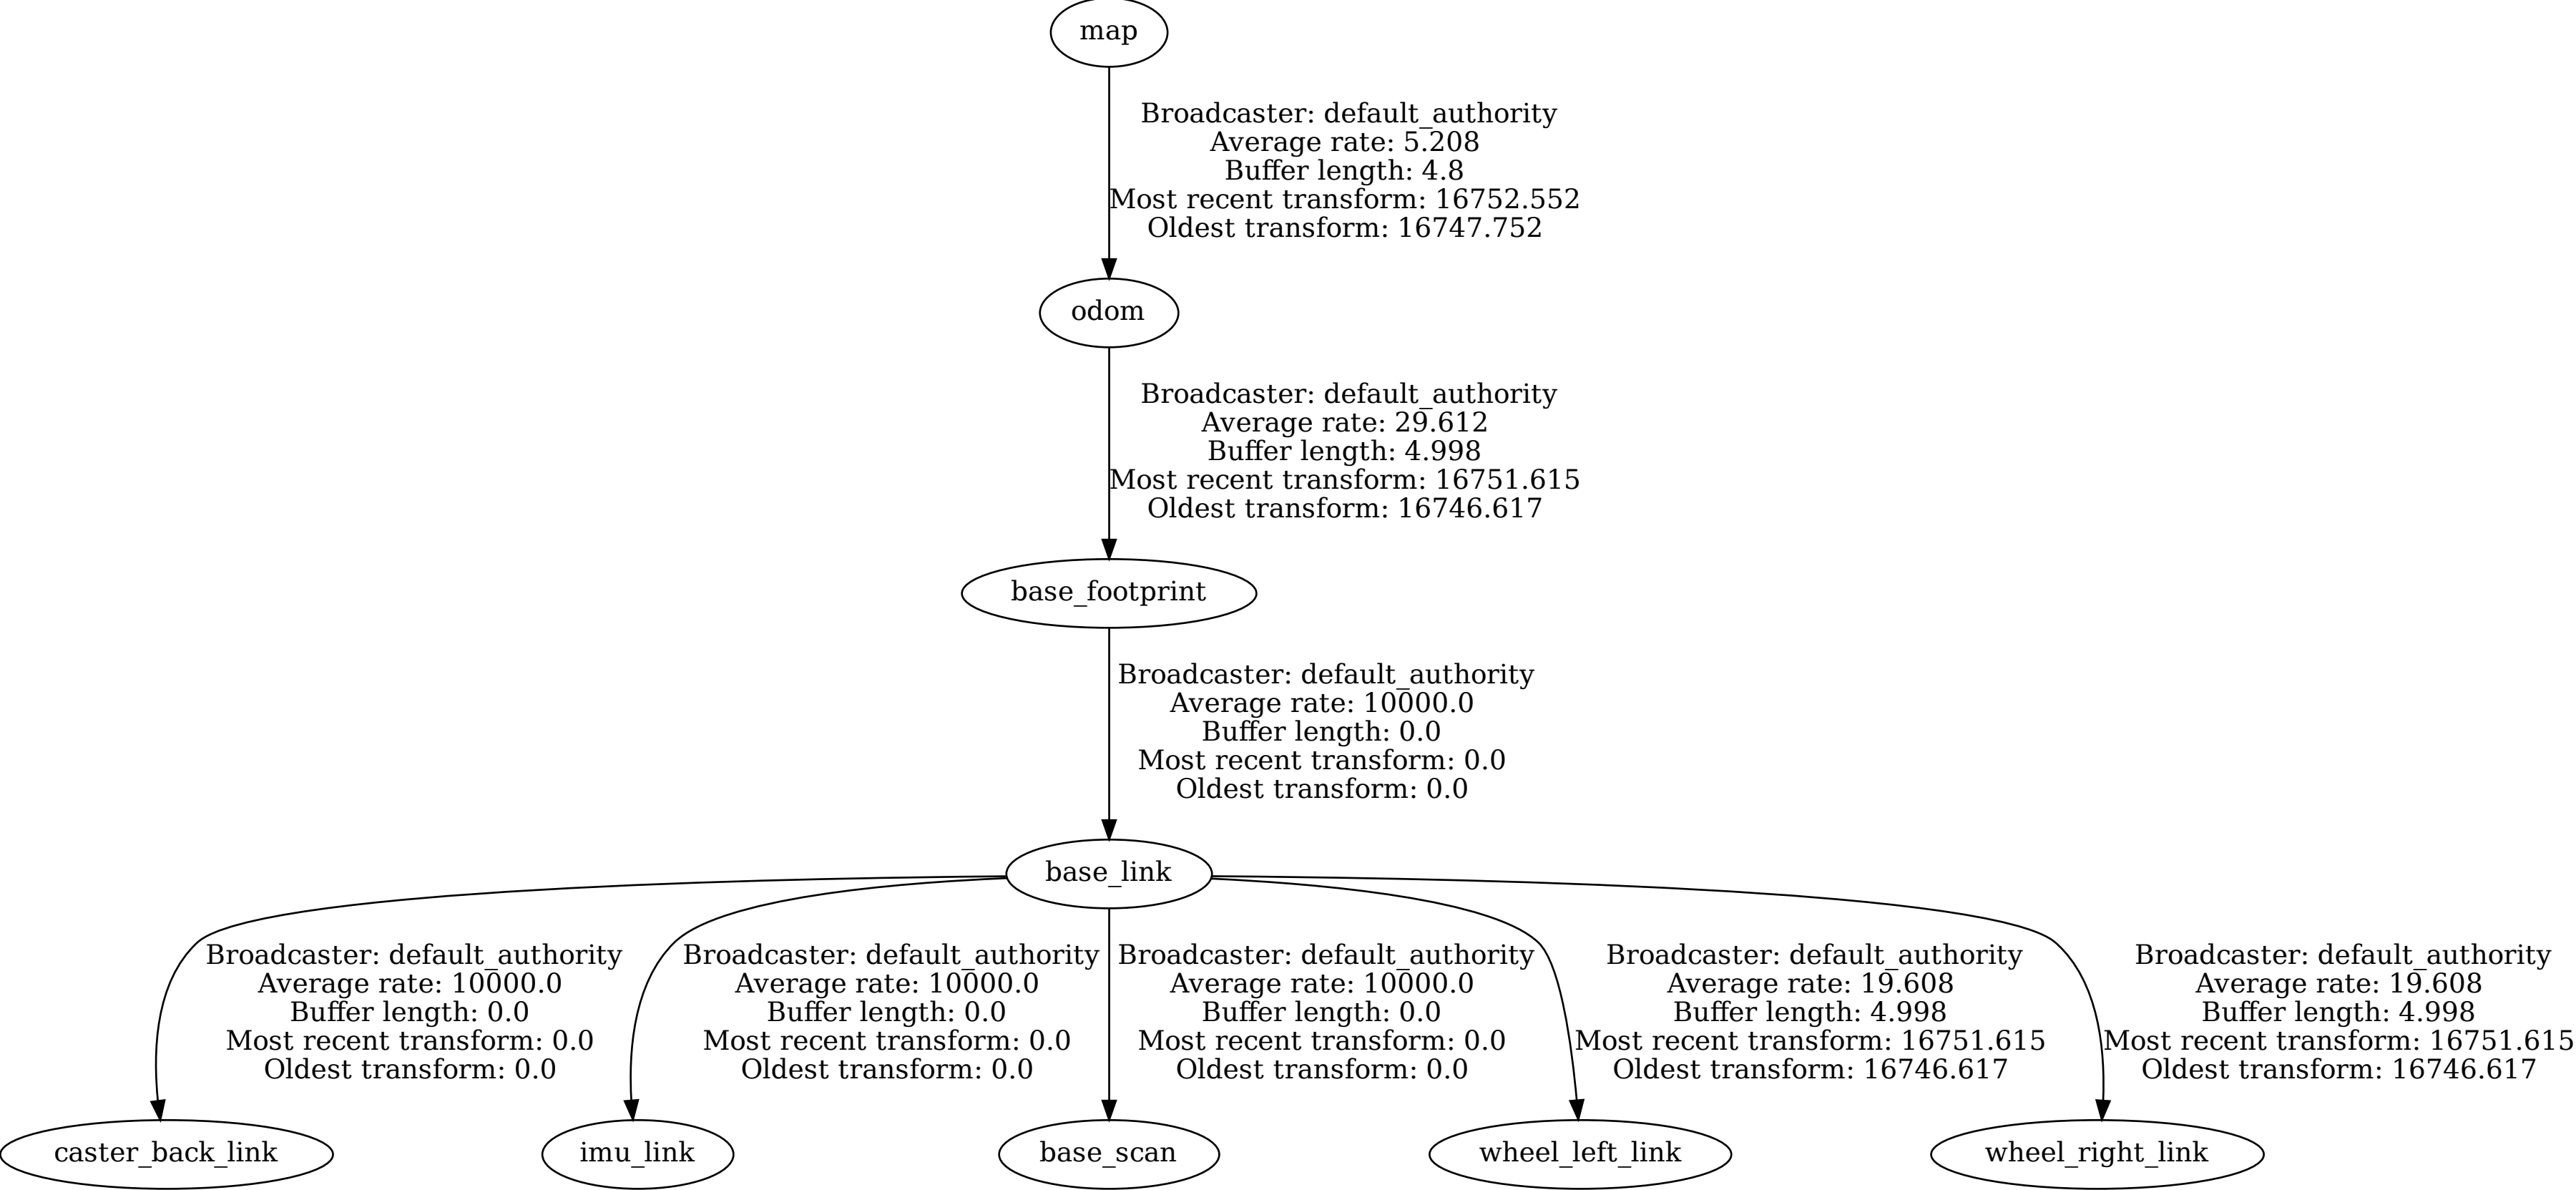 map
Broadcaster: default_authority
Average rate: 5.208
Buffer length: 4.8
Most recent transform: 16752.552
Oldest transform: 16747.752
odom
Broadcaster: default_authority
Average rate: 29.612
Buffer length: 4.998
Most recent transform: 16751.615
Oldest transform: 16746.617
base_footprint
Broadcaster: default_authority
Average rate: 10000.0
Buffer length: 0.0
Most recent transform: 0.0
Oldest transform: 0.0
base_link
Broadcaster: default_authority
Average rate: 10000.0
Buffer length: 0.0
Most recent transform: 0.0
Oldest transform: 0.0
Broadcaster: default_authority
Average rate: 10000.0
Buffer length: 0.0
Most recent transform: 0.0
Oldest transform: 0.0
Broadcaster: default_authority
Average rate: 10000.0
Buffer length: 0.0
Most recent transform: 0.0
Oldest transform: 0.0
Broadcaster: default_authority
Average rate: 19.608
Buffer length: 4.998
Most recent transform: 16751.615
Oldest transform: 16746.617
Broadcaster: default_authority
Average rate: 19.608
Buffer length: 4.998
Most recent transform: 16751.615
Oldest transform: 16746.617
caster_back_link
imu_link
base_scan
wheel_left_link
wheel_right_link